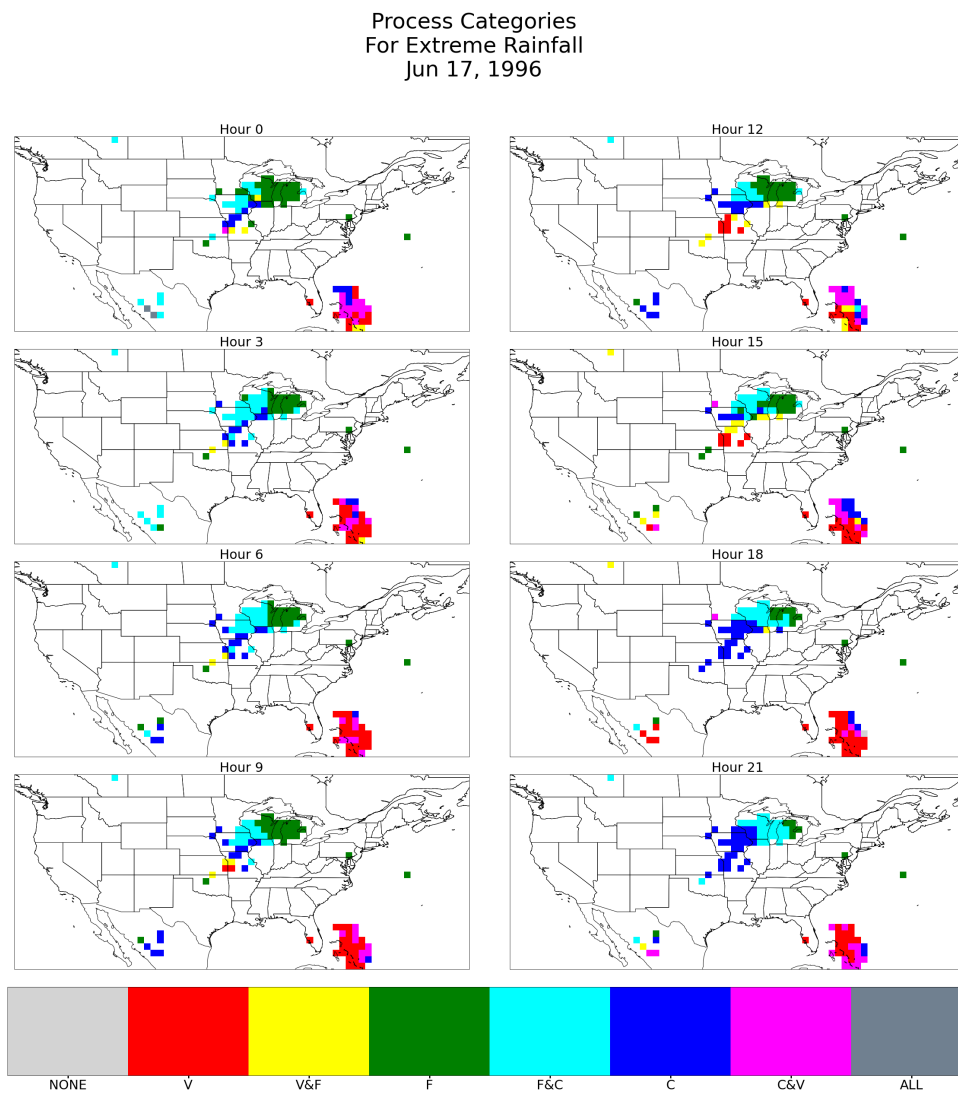 Process Categories
For Extreme Rainfall
Jun 17, 1996
Hour 0
Hour 12
Hour 3
Hour 15
Hour 6
Hour 18
Hour 9
Hour 21
NONE V V&F F F&C C C&V ALL